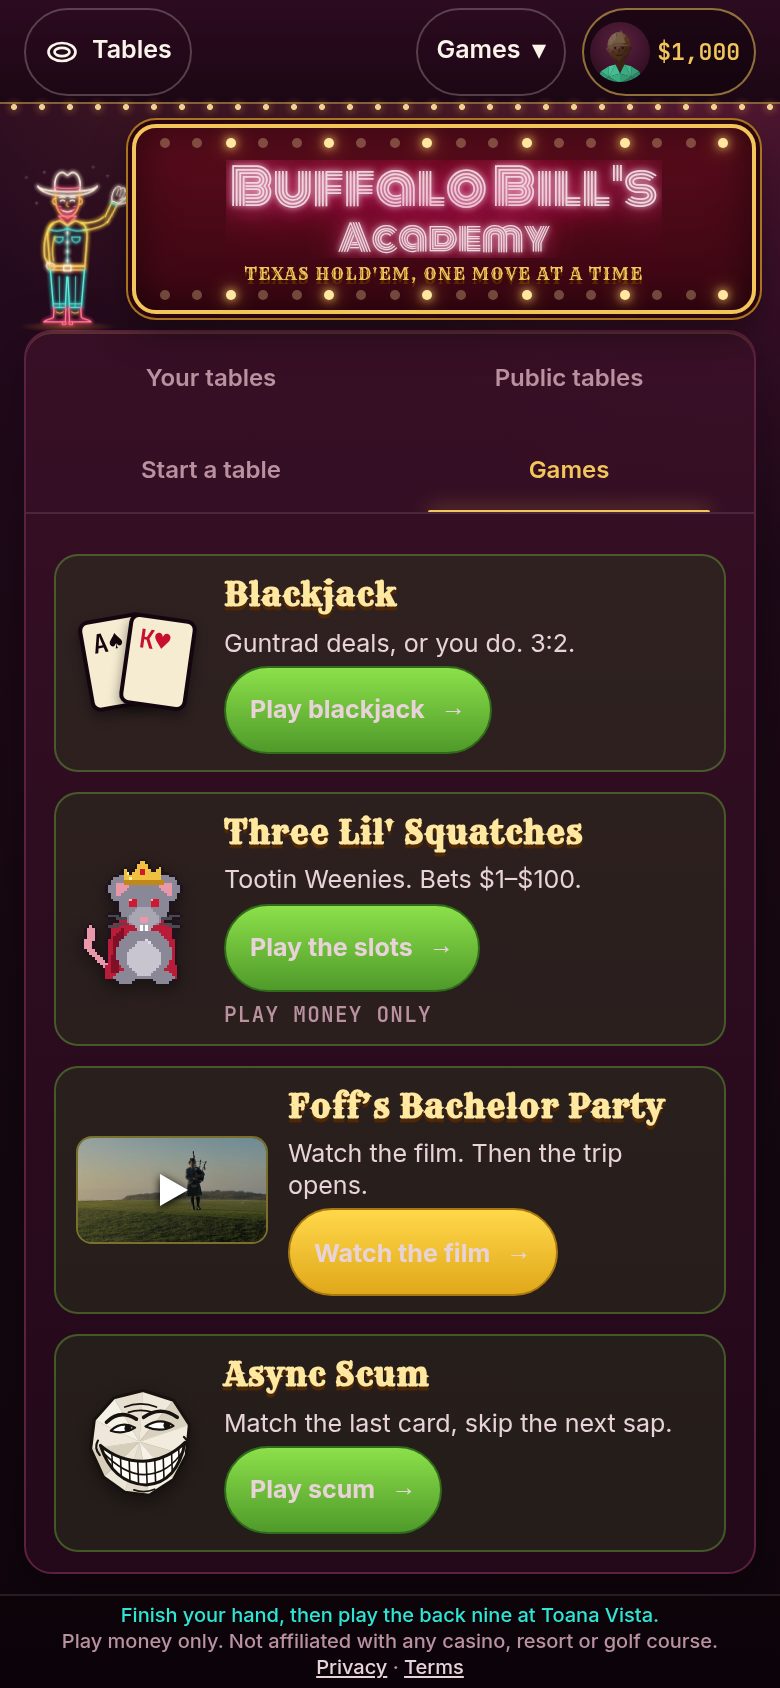 Tables
Games ▼
$1,000
Buffalo Bill's
Academy
TEXAS HOLD'EM, ONE MOVE AT A TIME
Your tables
Public tables
Start a table
Games
Blackjack
A♠ K♥
Guntrad deals, or you do. 3:2.
Play blackjack →
Three Lil' Squatches
Tootin Weenies. Bets $1–$100.
Play the slots →
PLAY MONEY ONLY
Foff’s Bachelor Party
Watch the film. Then the trip
opens.
Watch the film →
Async Scum
Match the last card, skip the next sap.
Play scum →
Finish your hand, then play the back nine at Toana Vista.
Play money only. Not affiliated with any casino, resort or golf course.
Privacy · Terms